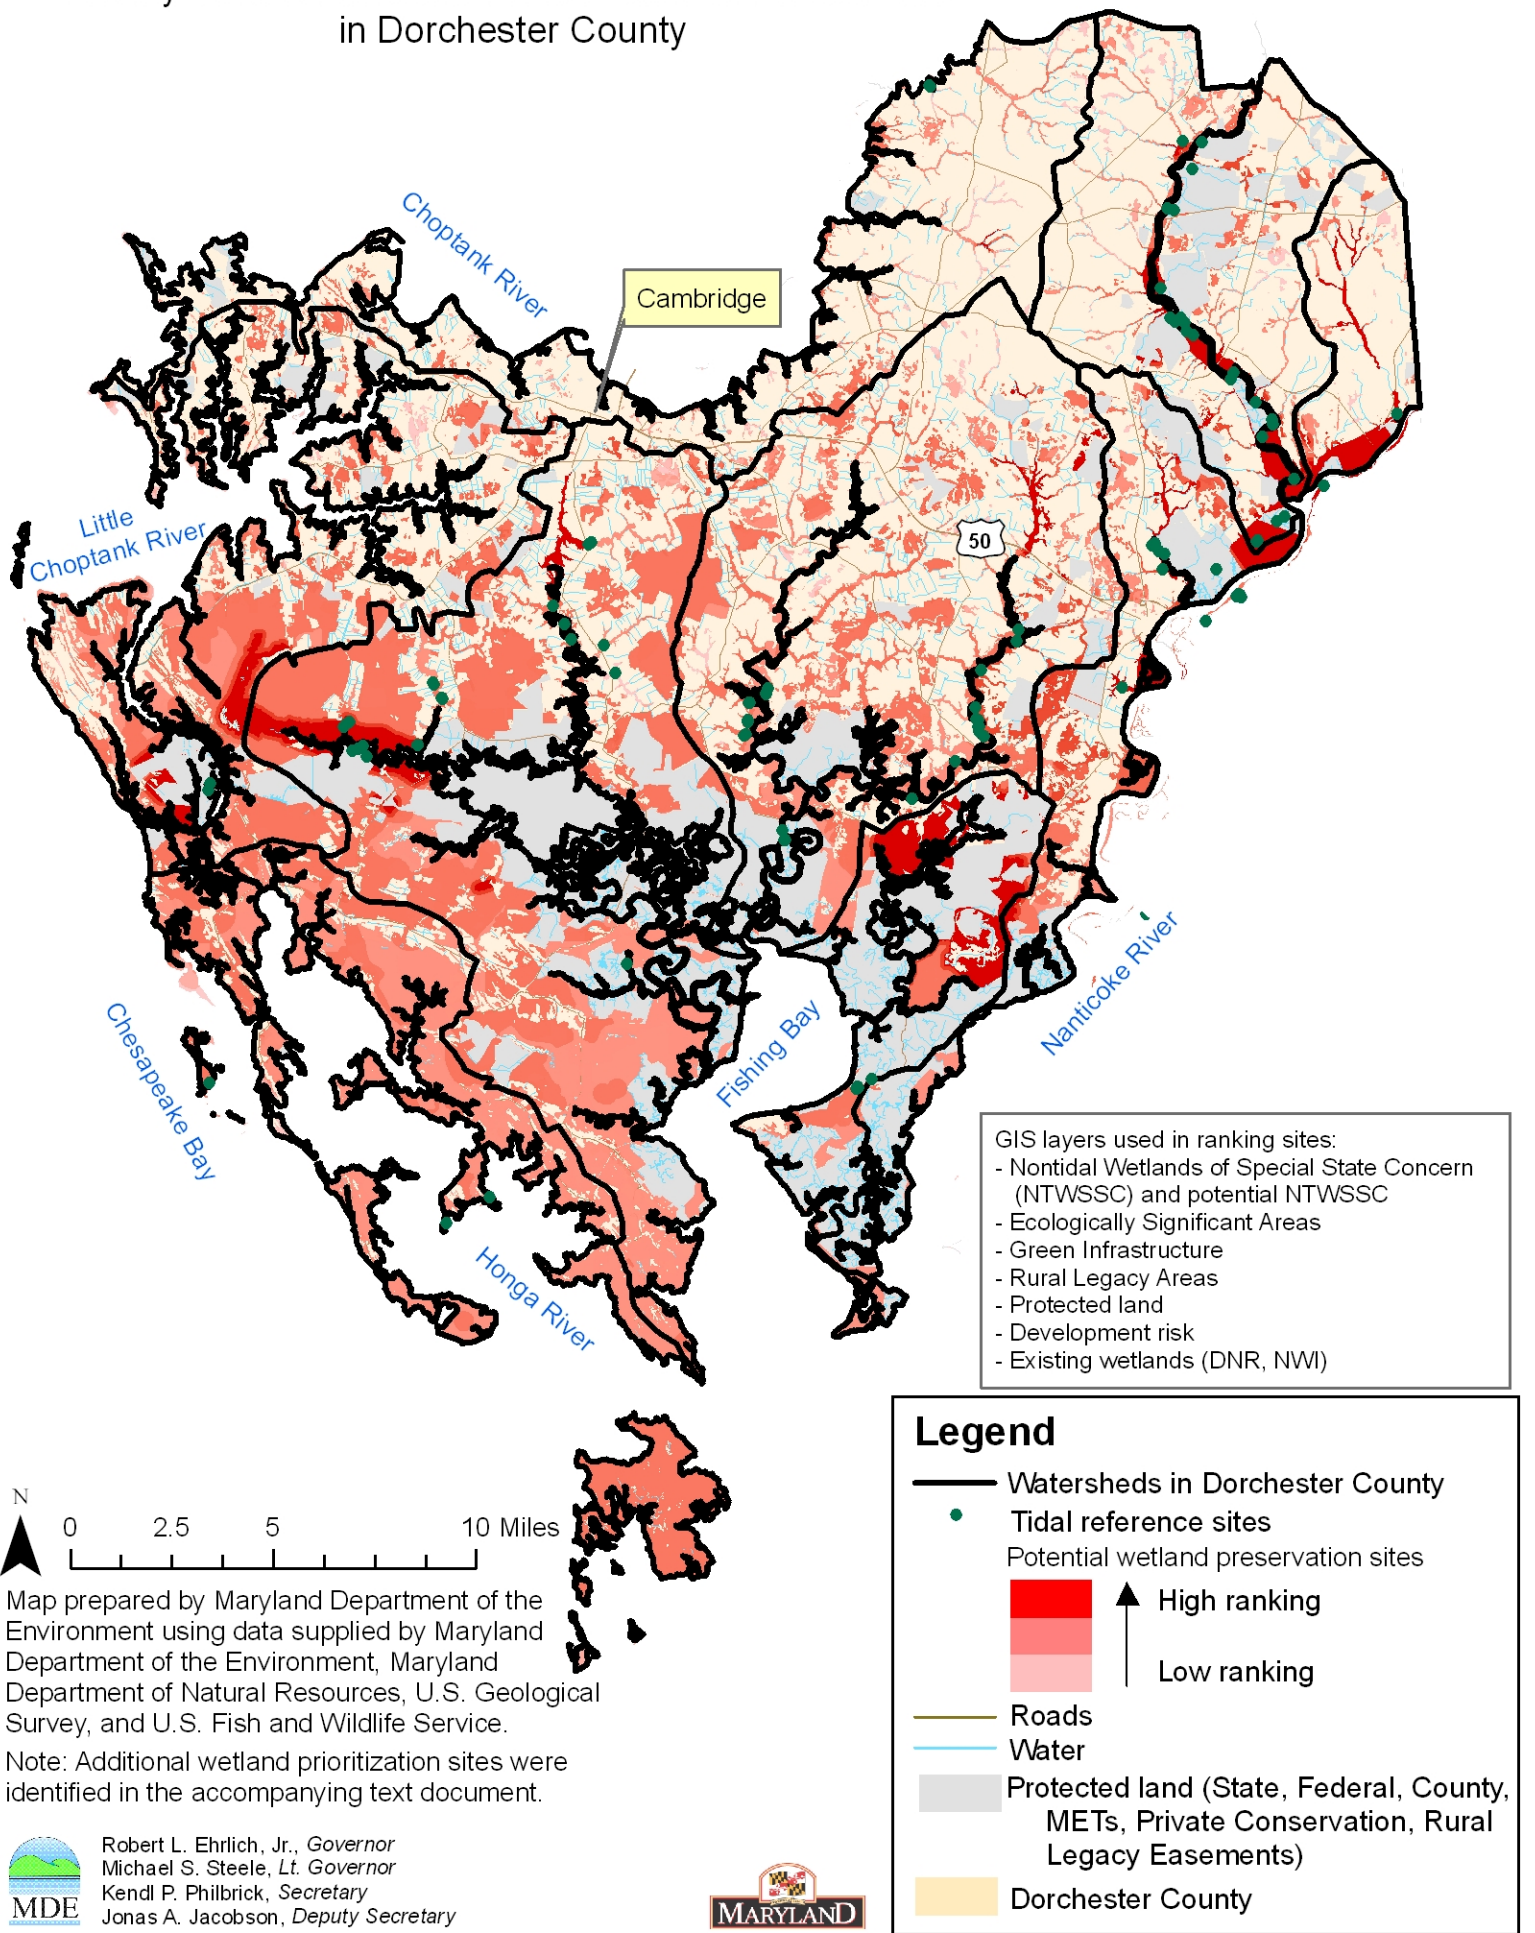 in Dorchester County
Choptank River
Cambridge
Little
Choptank River
50
Chesapeake Bay
Fishing Bay
Nanticoke River
Honga River
GIS layers used in ranking sites:
- Nontidal Wetlands of Special State Concern
(NTWSSC) and potential NTWSSC
- Ecologically Significant Areas
- Green Infrastructure
- Rural Legacy Areas
- Protected land
- Development risk
- Existing wetlands (DNR, NWI)
Legend
Watersheds in Dorchester County
Tidal reference sites
Potential wetland preservation sites
High ranking
Low ranking
Roads
Water
Protected land (State, Federal, County,
METs, Private Conservation, Rural
Legacy Easements)
Dorchester County
N
0 2.5 5 10 Miles
Map prepared by Maryland Department of the
Environment using data supplied by Maryland
Department of the Environment, Maryland
Department of Natural Resources, U.S. Geological
Survey, and U.S. Fish and Wildlife Service.
Note: Additional wetland prioritization sites were
identified in the accompanying text document.
MDE
Robert L. Ehrlich, Jr., Governor
Michael S. Steele, Lt. Governor
Kendl P. Philbrick, Secretary
Jonas A. Jacobson, Deputy Secretary
MARYLAND